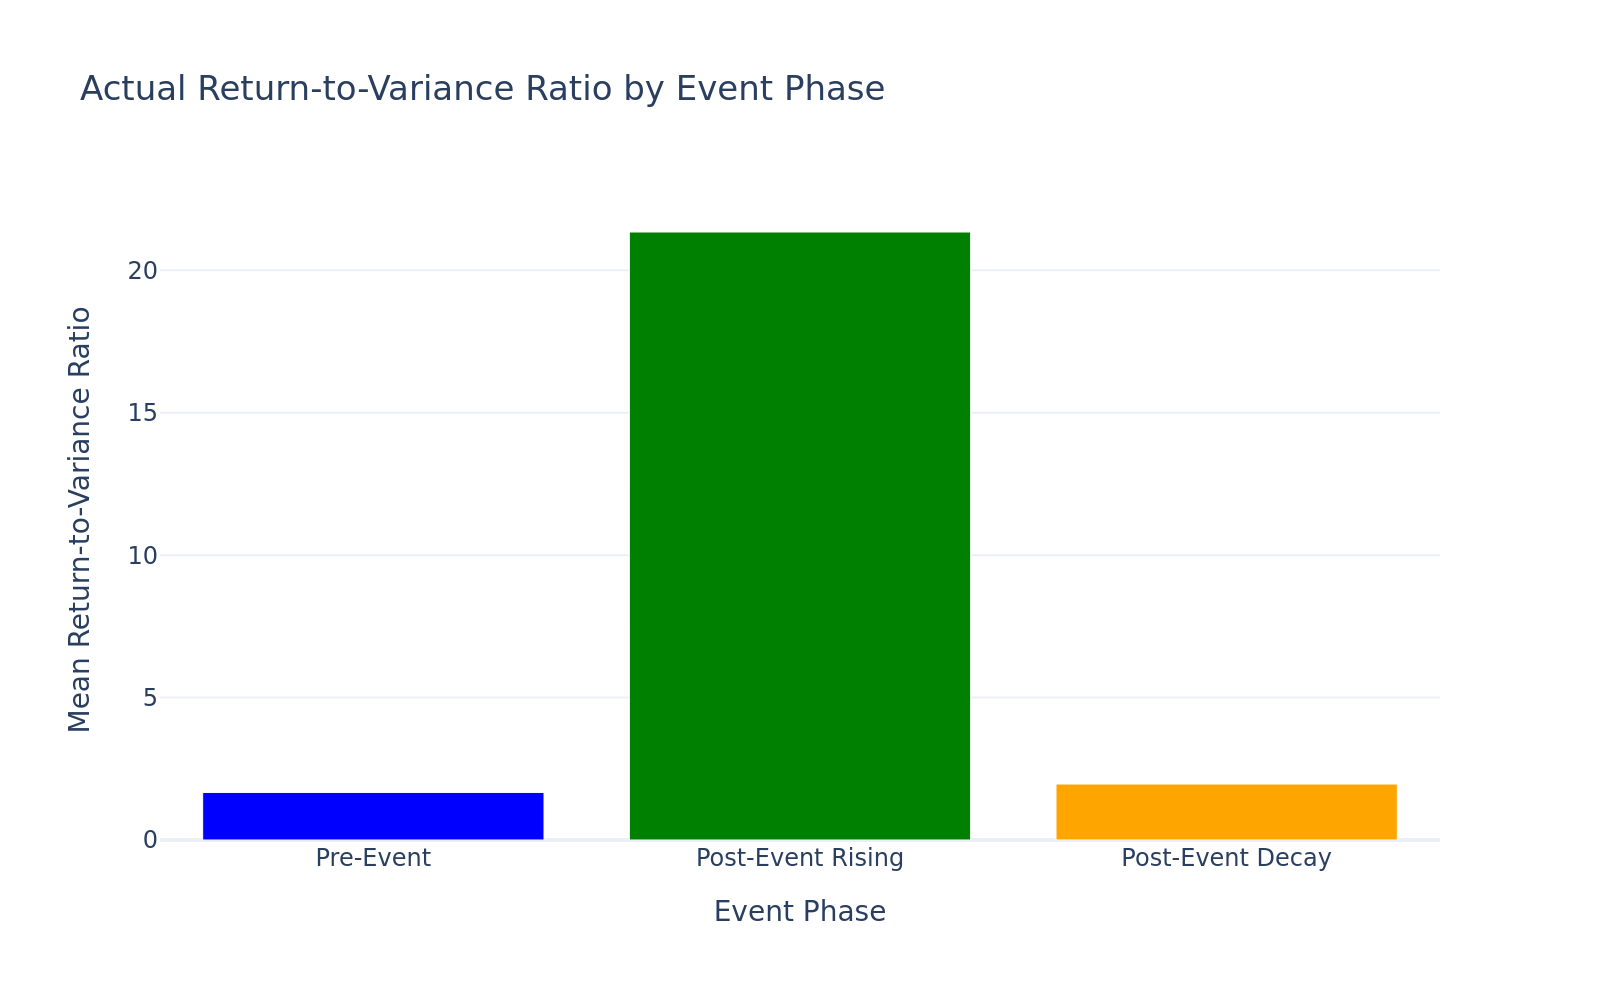 Actual Return-to-Variance Ratio by Event Phase
Mean Return-to-Variance Ratio
20
15
10
5
0
Pre-Event
Post-Event Rising
Post-Event Decay
Event Phase